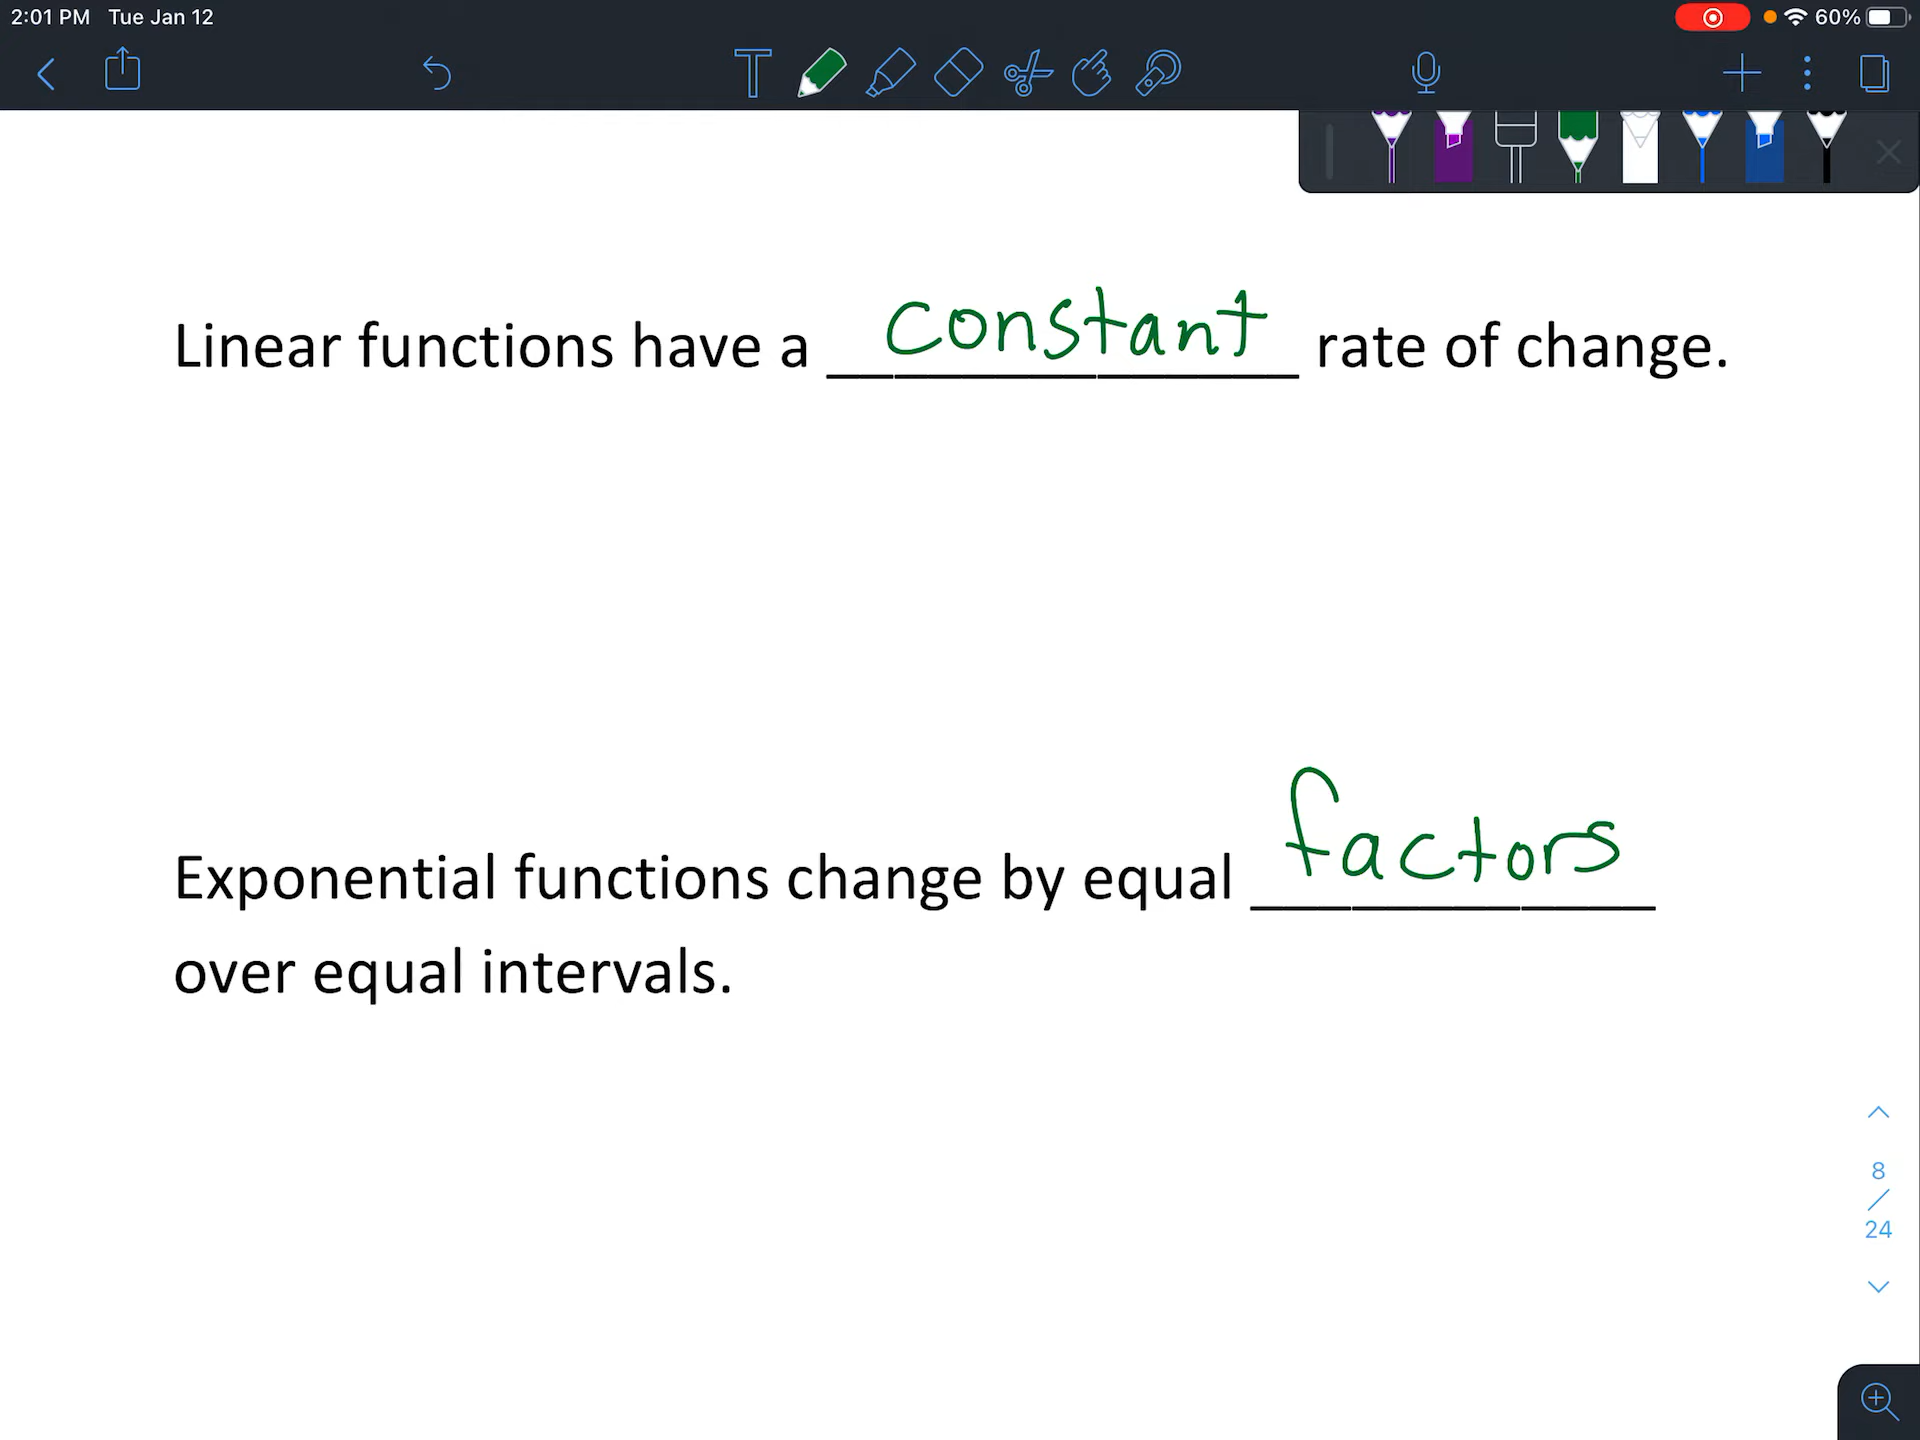 2:01 PM Tue Jan 12 60%
T
Linear functions have a constant rate of change.
Exponential functions change by equal factors
over equal intervals.
8
/
24